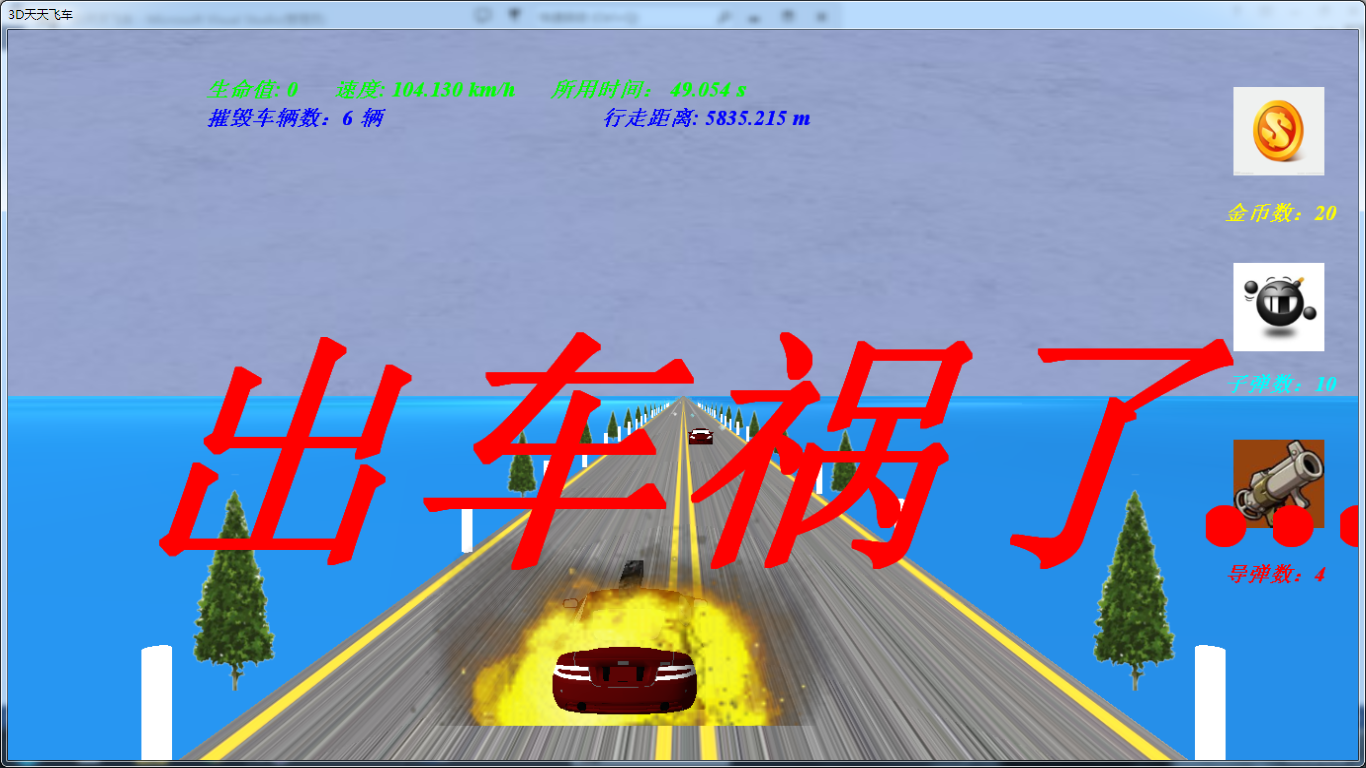 3D天天飞车
生命值: 0 速度: 104.130 km/h 所用时间： 49.054 s
摧毁车辆数：6 辆 行走距离: 5835.215 m
金币数：20
子弹数：10
出车祸了...
导弹数：4